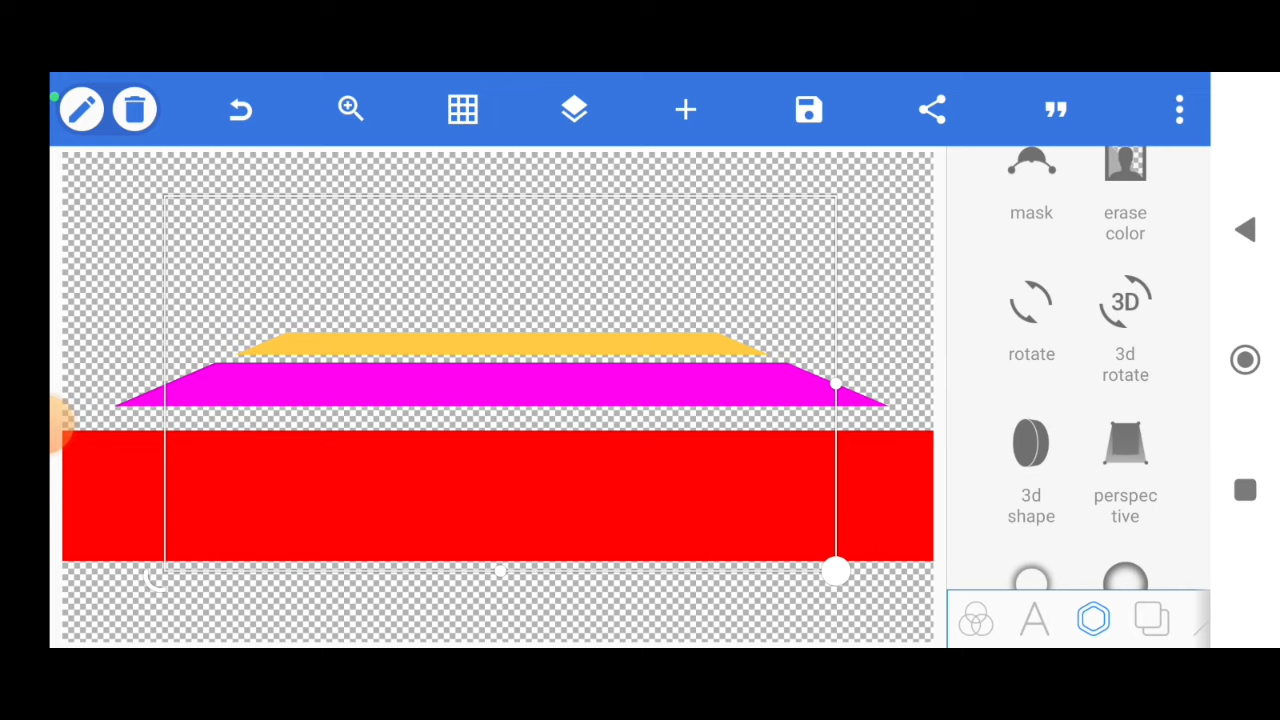 mask
erase
color
rotate
3D
3d
rotate
3d
shape
perspec
tive